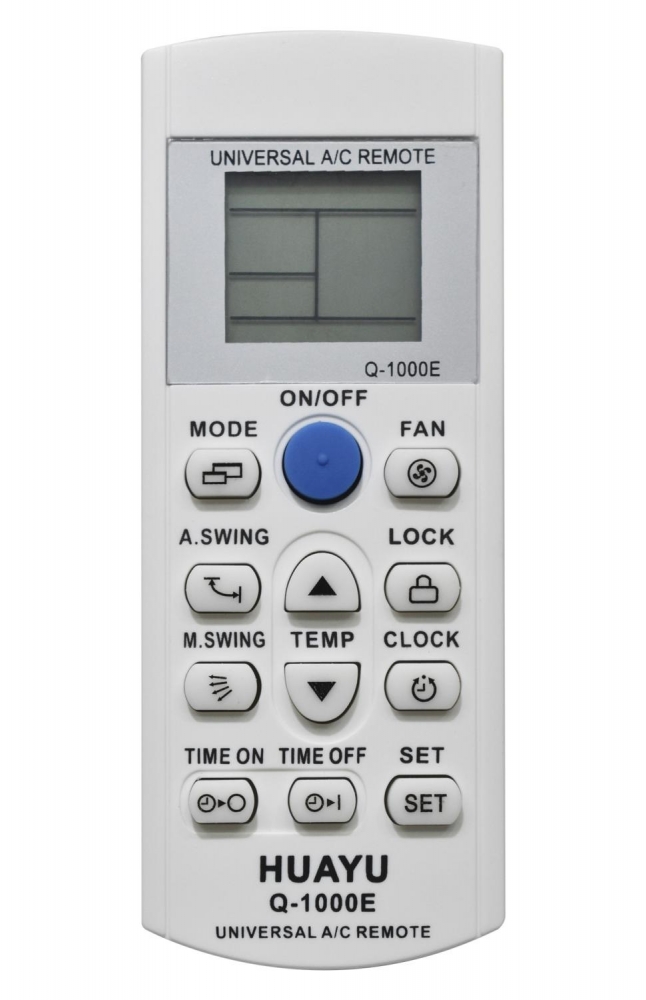 UNIVERSAL A/C REMOTE
Q-1000E
ON/OFF
MODE FAN
A.SWING LOCK
M.SWING TEMP CLOCK
TIME ON TIME OFF SET
SET
HUAYU
Q-1000E
UNIVERSAL A/C REMOTE